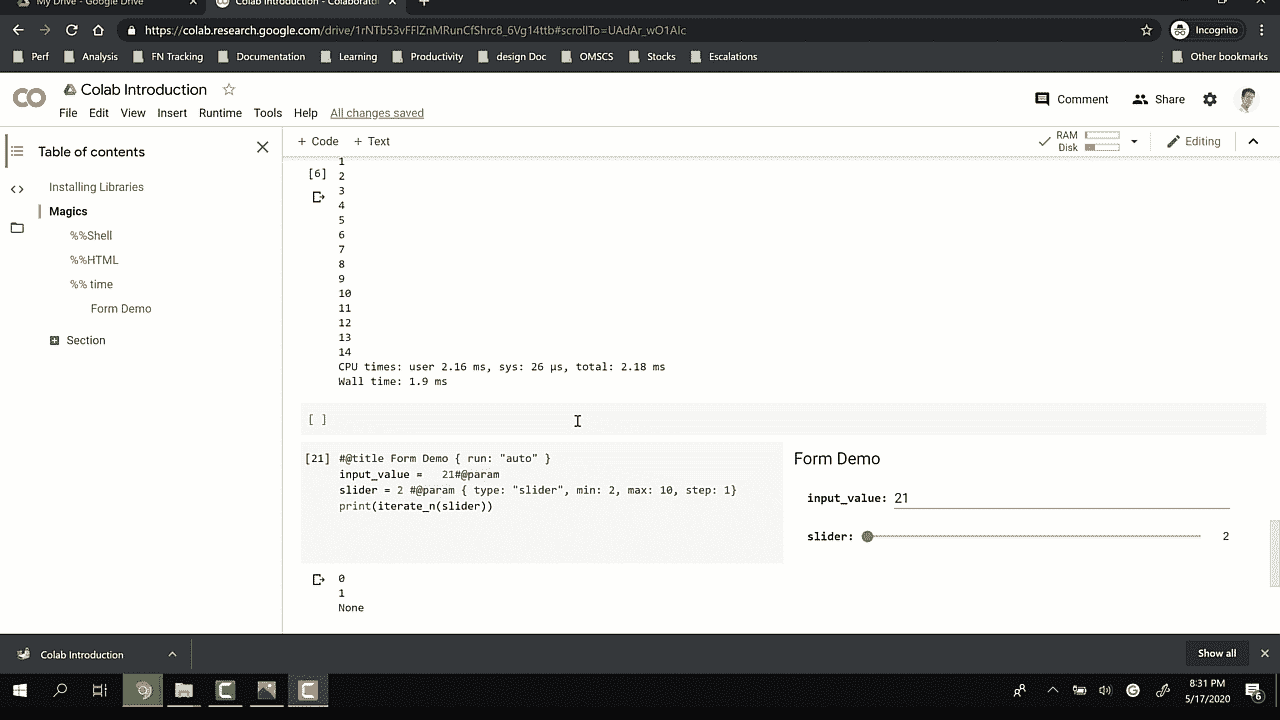 My Drive - Google Drive
Colab Introduction - Colaborato
https://colab.research.google.com/drive/1rNTb53vFFIZnMRunCfShrc8_6Vg14ttb#scrollTo=UAdAr_wO1Alc
Incognito
Perf
Analysis
FN Tracking
Documentation
Learning
Productivity
design Doc
OMSCS
Stocks
Escalations
Other bookmarks
CO
Colab Introduction
Comment
Share
File Edit View Insert Runtime Tools Help All changes saved
Table of contents
+ Code + Text
RAM
Disk
Editing
Installing Libraries
Magics
%%Shell
%%HTML
%% time
Form Demo
Section
1
[6] 2
3
4
5
6
7
8
9
10
11
12
13
14
CPU times: user 2.16 ms, sys: 26 µs, total: 2.18 ms
Wall time: 1.9 ms
[ ]
[21] #@title Form Demo { run: "auto" }
input_value = 21#@param
slider = 2 #@param { type: "slider", min: 2, max: 10, step: 1}
print(iterate_n(slider))
Form Demo
input_value: 21
slider: 2
0
1
None
Colab Introduction
Show all
8:31 PM
5/17/2020
6